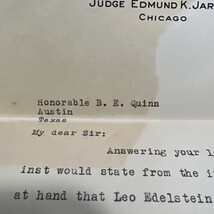 JUDGE EDMUND K. JAR
CHICAGO
Honorable B. E. Quinn
Austin
Texas
My dear Sir:
Answering your le
inst would state from the i
at hand that Leo Edelstein